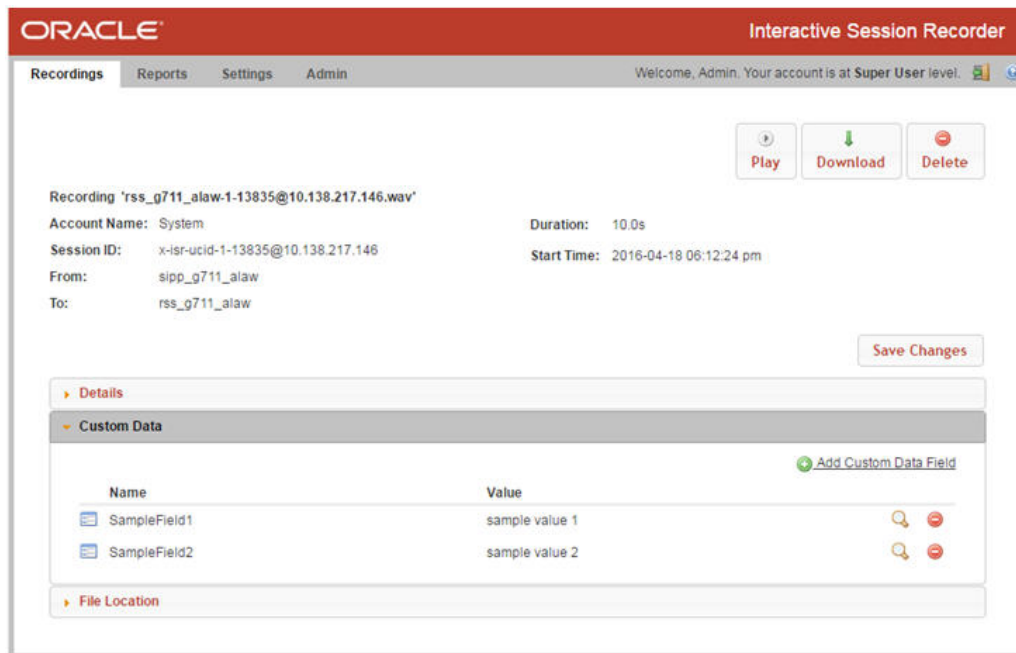 ORACLE
Interactive Session Recorder
Recordings Reports Settings Admin Welcome, Admin. Your account is at Super User level.
Play Download Delete
Recording 'rss_g711_alaw-1-13835@10.138.217.146.wav'
Account Name: System Duration: 10.0s
Session ID: x-isr-ucid-1-13835@10.138.217.146 Start Time: 2016-04-18 06:12:24 pm
From: sipp_g711_alaw
To: rss_g711_alaw
Save Changes
Details
Custom Data
Add Custom Data Field
Name Value
SampleField1 sample value 1
SampleField2 sample value 2
File Location